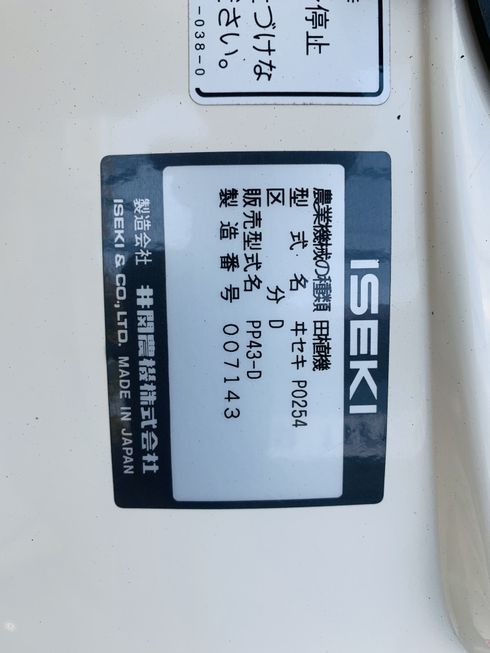 停止
づけな
さい。
-038-0
ISEKI
農業機械の種類 田植機
型式名 ヰセキ P0254
区分 D
販売型式名 PP43-D
製造番号 007143
製造会社 井関農機株式会社
ISEKI & CO., LTD. MADE IN JAPAN